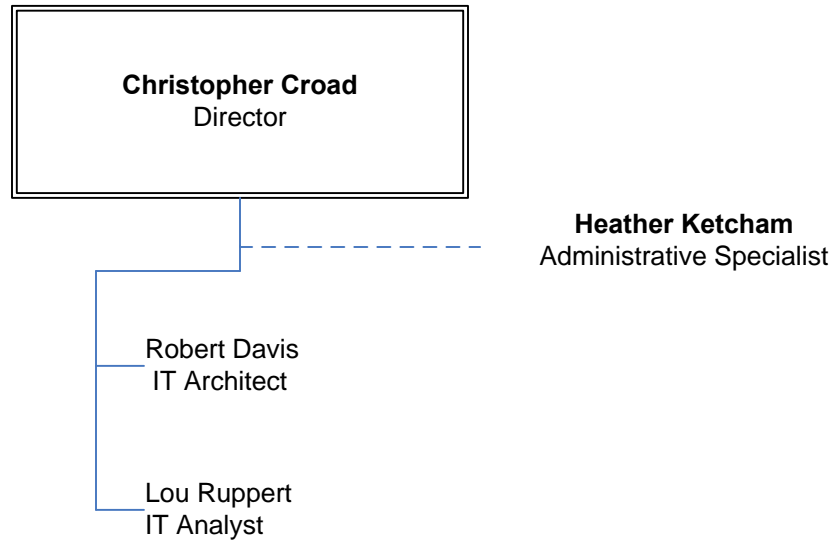 Christopher Croad
Director
Heather Ketcham
Administrative Specialist
Robert Davis
IT Architect
Lou Ruppert
IT Analyst